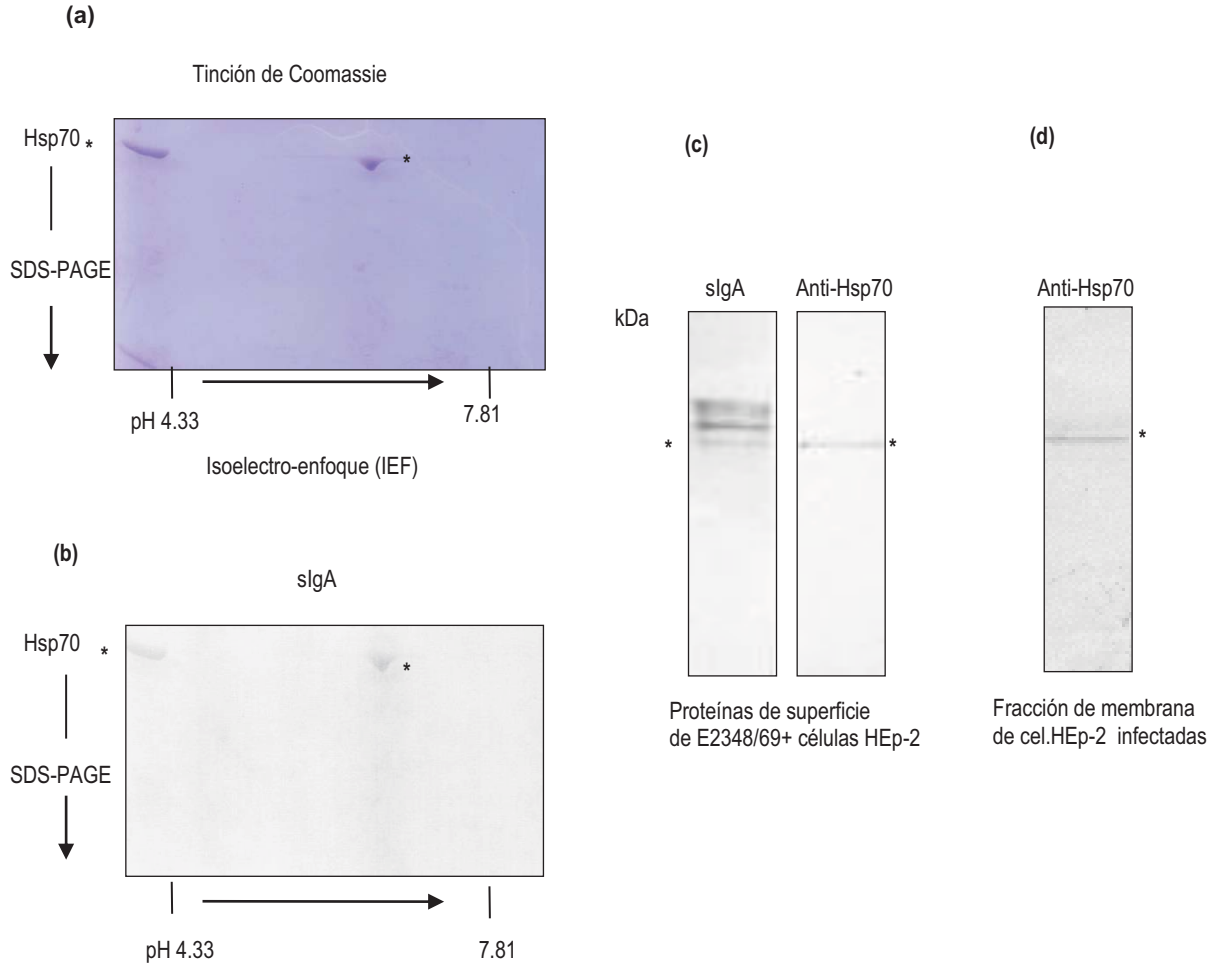 (a)
Tinción de Coomassie
Hsp70 *
*
SDS-PAGE
pH 4.33
7.81
Isoelectro-enfoque (IEF)
(b)
sIgA
Hsp70 *
*
SDS-PAGE
pH 4.33
7.81
(c)
sIgA
Anti-Hsp70
kDa
*
*
Proteínas de superficie
de E2348/69+ células HEp-2
(d)
Anti-Hsp70
*
Fracción de membrana
de cel.HEp-2 infectadas